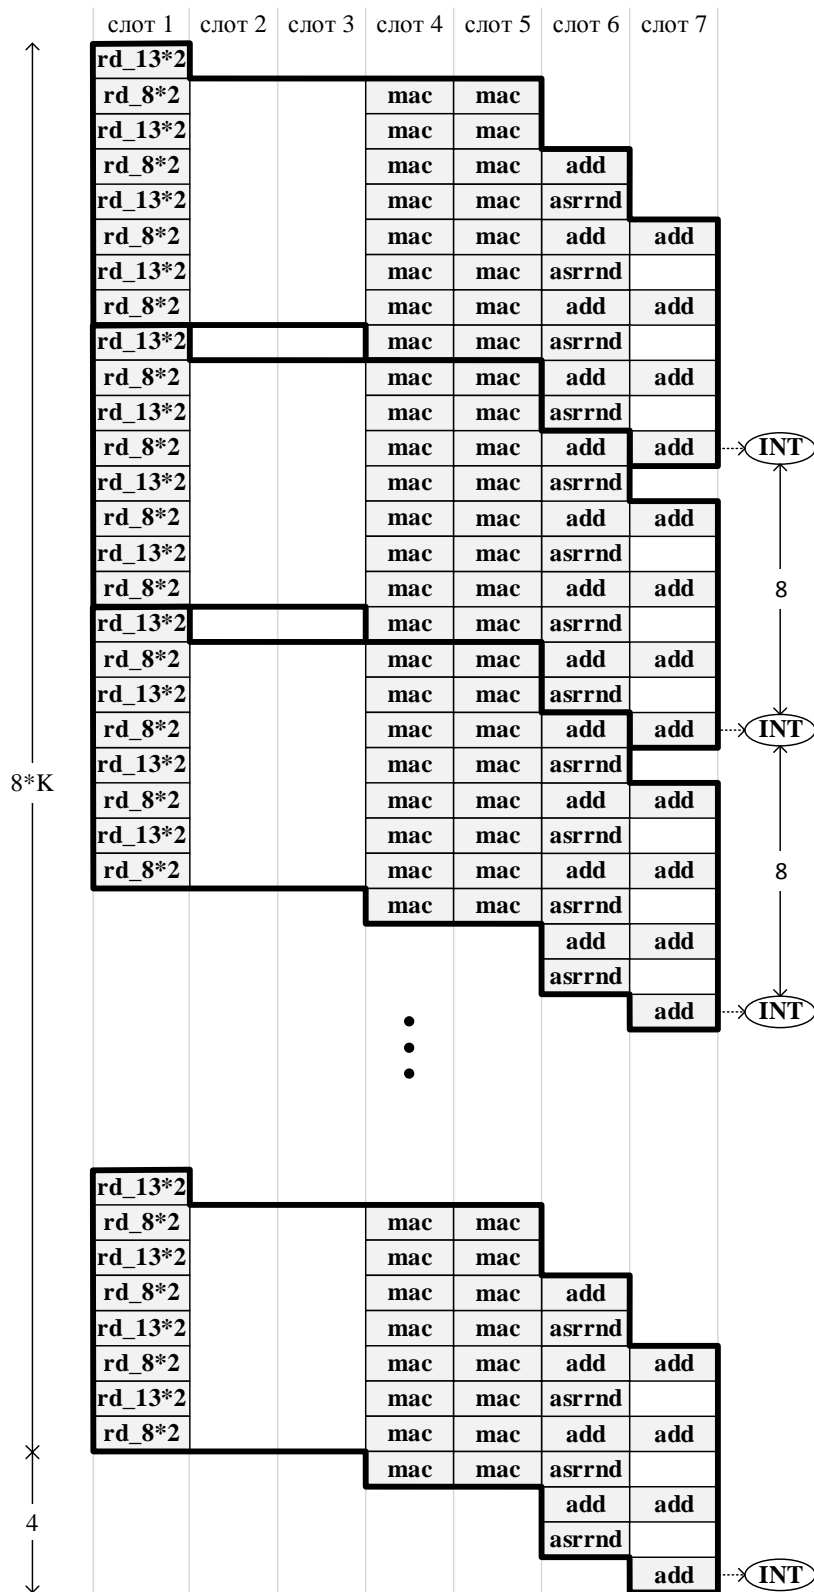 слот 1 слот 2 слот 3 слот 4 слот 5 слот 6 слот 7
rd_13*2
rd_8*2 mac mac
rd_13*2 mac mac
rd_8*2 mac mac add
rd_13*2 mac mac asrrnd
rd_8*2 mac mac add add
rd_13*2 mac mac asrrnd
rd_8*2 mac mac add add
rd_13*2 mac mac asrrnd
rd_8*2 mac mac add add
rd_13*2 mac mac asrrnd
rd_8*2 mac mac add add INT
rd_13*2 mac mac asrrnd
rd_8*2 mac mac add add
rd_13*2 mac mac asrrnd
rd_8*2 mac mac add add 8
rd_13*2 mac mac asrrnd
rd_8*2 mac mac add add
rd_13*2 mac mac asrrnd
rd_8*2 mac mac add add INT
rd_13*2 mac mac asrrnd
8*K rd_8*2 mac mac add add
rd_13*2 mac mac asrrnd
rd_8*2 mac mac add add 8
mac mac asrrnd
add add
asrrnd
add INT
rd_13*2
rd_8*2 mac mac
rd_13*2 mac mac
rd_8*2 mac mac add
rd_13*2 mac mac asrrnd
rd_8*2 mac mac add add
rd_13*2 mac mac asrrnd
rd_8*2 mac mac add add
mac mac asrrnd
4 add add
asrrnd
add INT